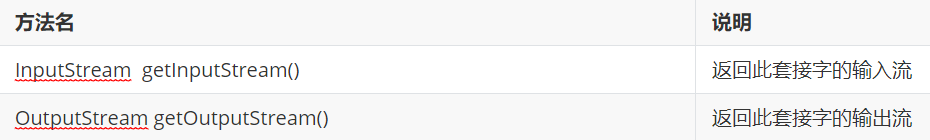 方法名 说明
InputStream  getInputStream() 返回此套接字的输入流
OutputStream getOutputStream() 返回此套接字的输出流